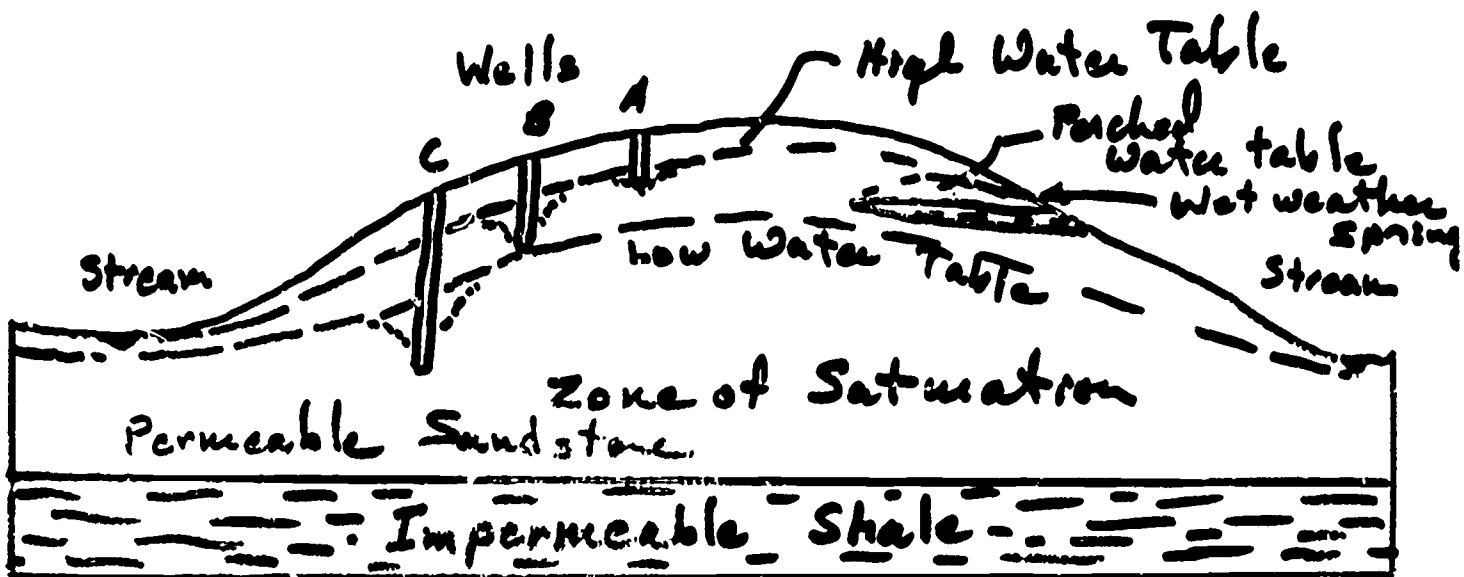 Wells
A
B
C
High Water Table
Perched
Water table
Wet weather
spring
Stream
Low Water Table
Stream
Zone of Saturation
Permeable Sandstone
Impermeable Shale